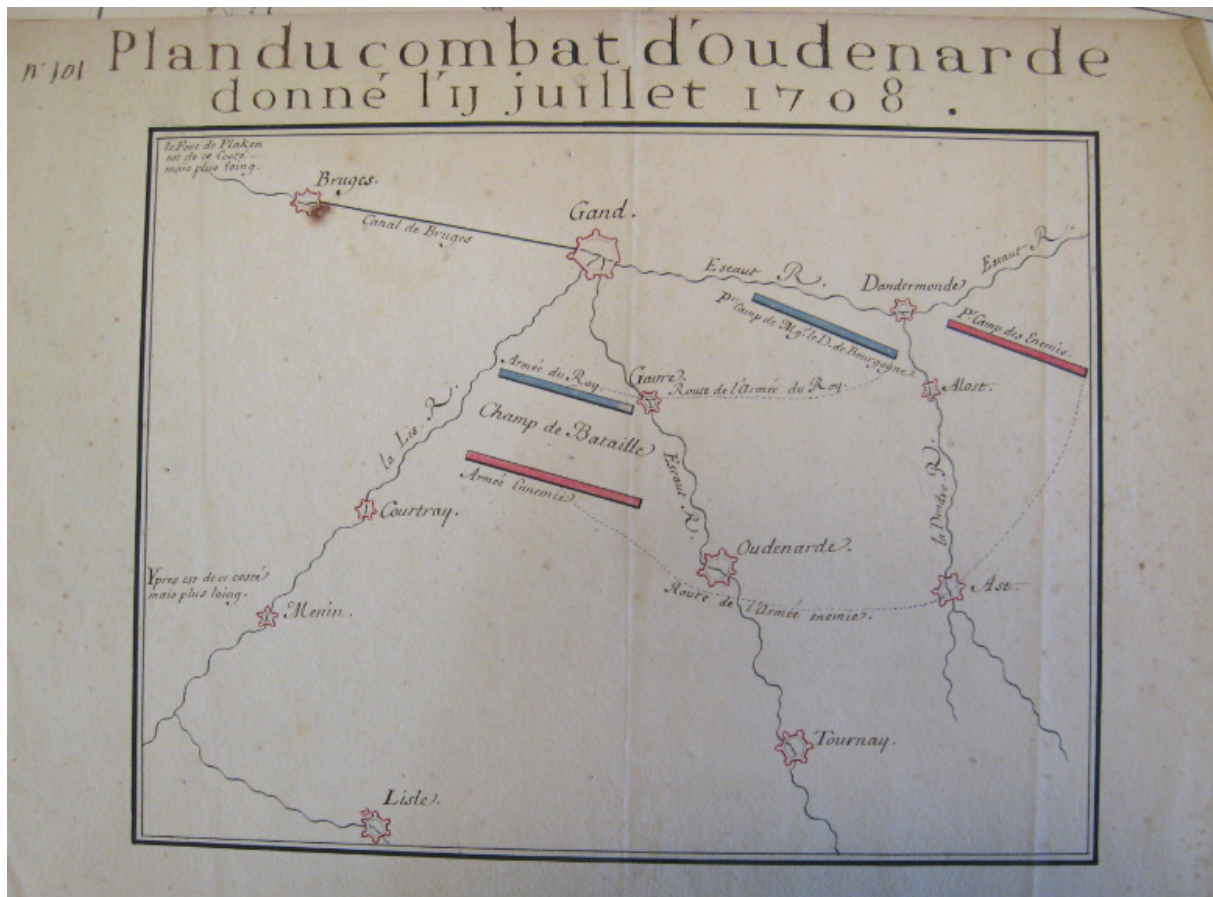 n° 101
Plan du combat d'Oudenarde
donné l'ij juillet 1708.
le Fort de Plaken
est de ce Costé
mais plus loing.
Bruges.
Canal de Bruges
Gand.
Escaut R.
Dandermonde
Escaut R.
Pr. Camp de Mgr. le D. de Bourgogne
Pr. Camp des Enemis.
Armée du Roy
Gavre.
Route de l'Armée du Roy.
Alost.
la Lis. R.
Champ de Bataille
Escaut R.
Armée Ennemie
la Dendre R.
Courtray.
Oudenarde.
Ypres est de ce costé
mais plus loing.
Menin.
Route de l'Armée enemie.
Ast.
Tournay.
Lisle.